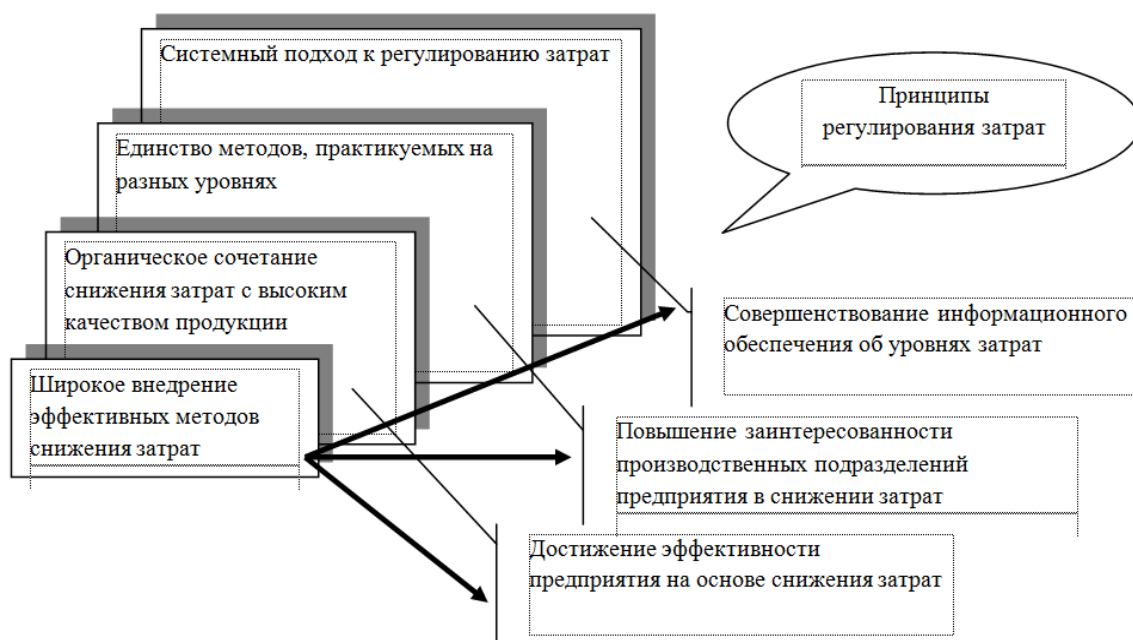 Системный подход к регулированию затрат
Принципы
регулирования затрат
Единство методов, практикуемых на
разных уровнях
Органическое сочетание
снижения затрат с высоким
качеством продукции
Широкое внедрение
эффективных методов
снижения затрат
Совершенствование информационного
обеспечения об уровнях затрат
Повышение заинтересованности
производственных подразделений
предприятия в снижении затрат
Достижение эффективности
предприятия на основе снижения затрат